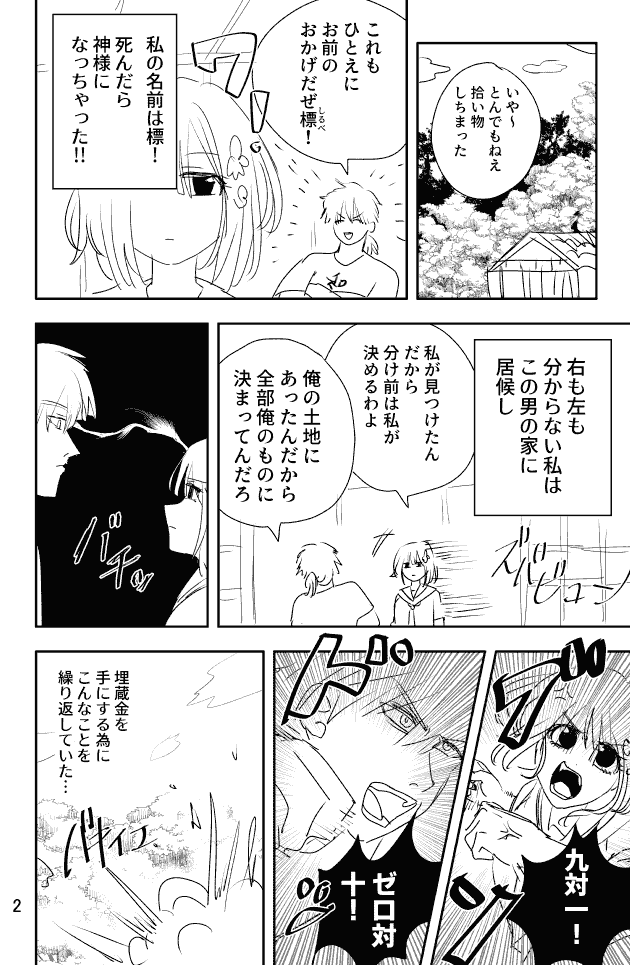 いや～
とんでもねえ
拾い物
しちまった
これも
ひとえに
お前の
おかげだぜ
標！
しるべ
私の名前は標！
死んだら
神様に
なっちゃった!!
右も左も
分からない私は
この男の家に
居候し
私が見つけたん
だから
分け前は私が
決めるわよ
俺の土地に
あったんだから
全部俺のものに
決まってんだろ
バチッ
九対一！
ゼロ対
十！
埋蔵金を
手にする為に
こんなことを
繰り返していた…
2